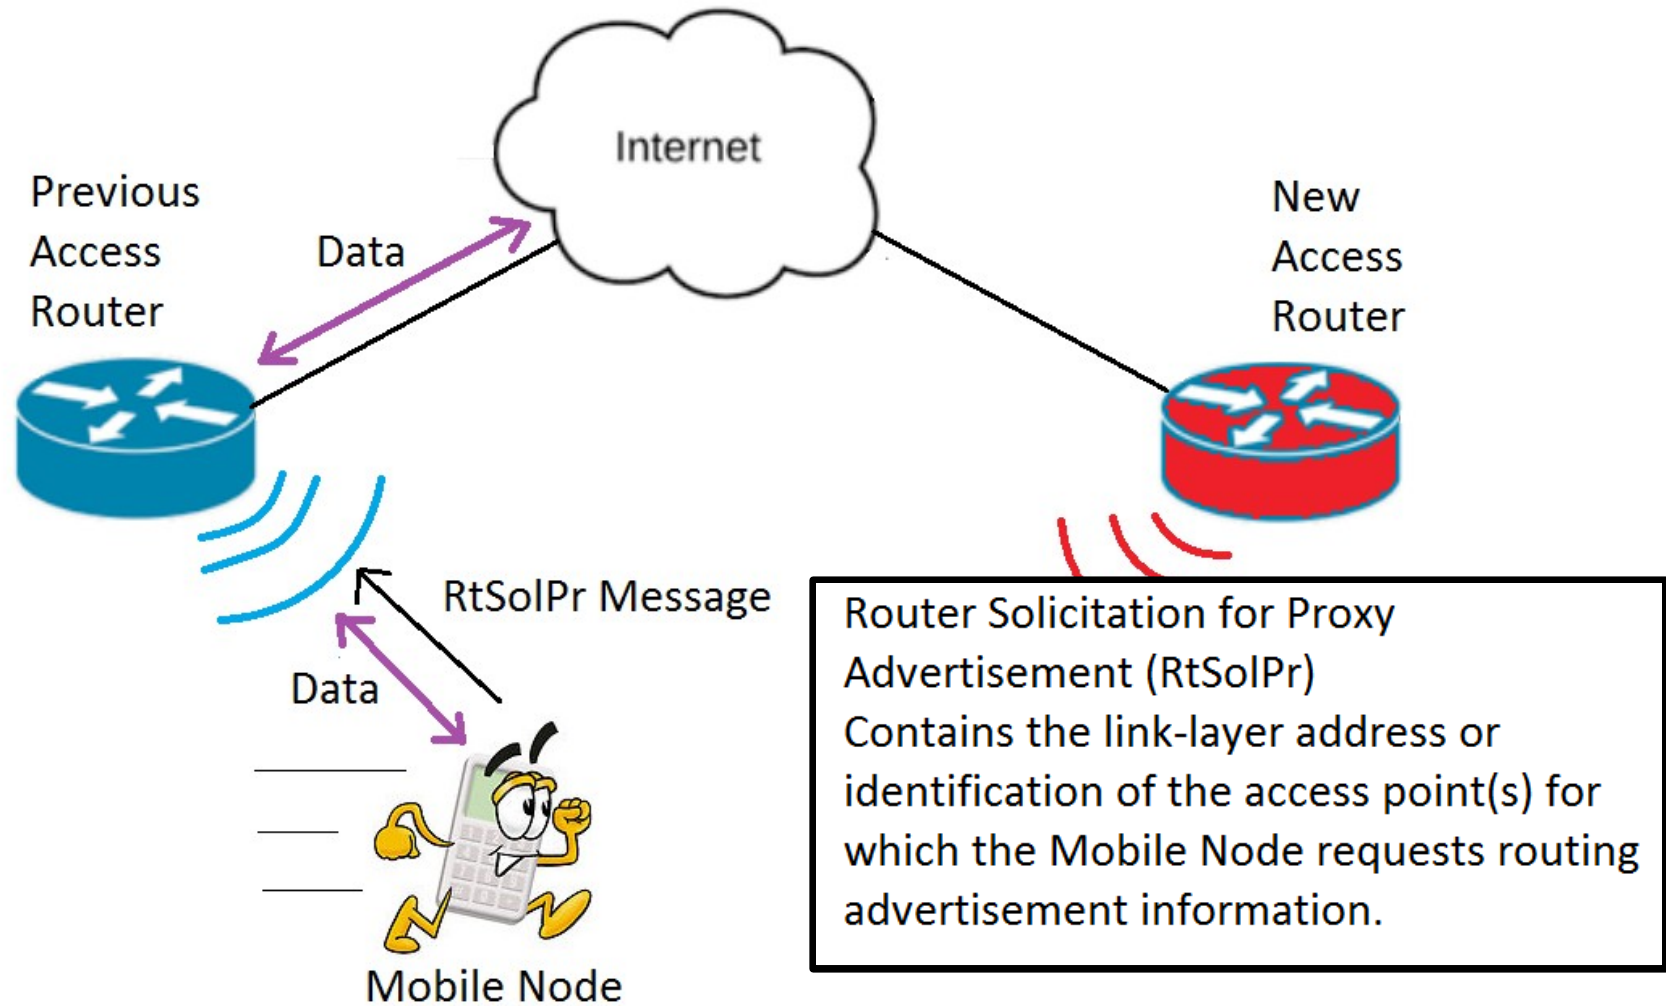 Internet
Previous
Access
Router
Data
New
Access
Router
RtSolPr Message
Data
Mobile Node
Router Solicitation for Proxy
Advertisement (RtSolPr)
Contains the link-layer address or
identification of the access point(s) for
which the Mobile Node requests routing
advertisement information.